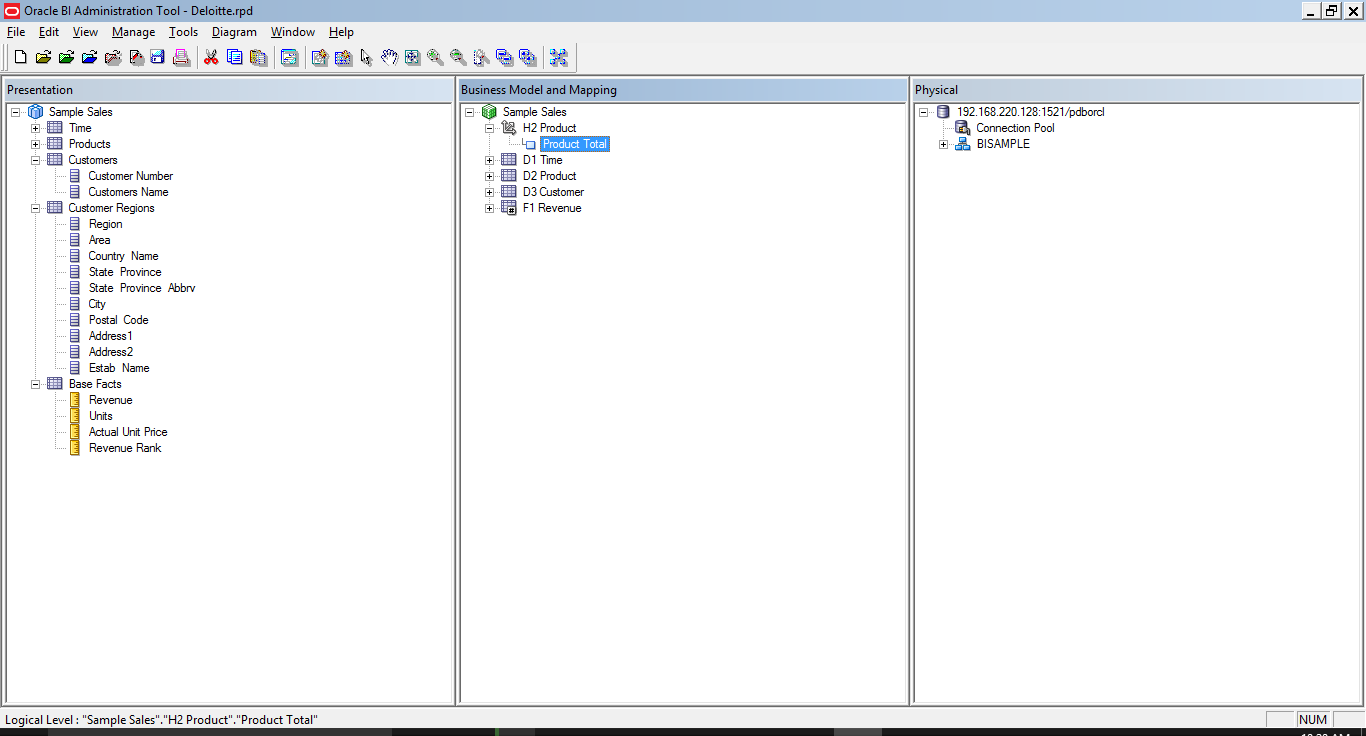 Oracle BI Administration Tool - Deloitte.rpd
File Edit View Manage Tools Diagram Window Help
Presentation
Sample Sales
Time
Products
Customers
Customer Number
Customers Name
Customer Regions
Region
Area
Country Name
State Province
State Province Abbrv
City
Postal Code
Address1
Address2
Estab Name
Base Facts
Revenue
Units
Actual Unit Price
Revenue Rank
Business Model and Mapping
Sample Sales
H2 Product
Product Total
D1 Time
D2 Product
D3 Customer
F1 Revenue
Physical
192.168.220.128:1521/pdborcl
Connection Pool
BISAMPLE
Logical Level : "Sample Sales"."H2 Product"."Product Total"
NUM